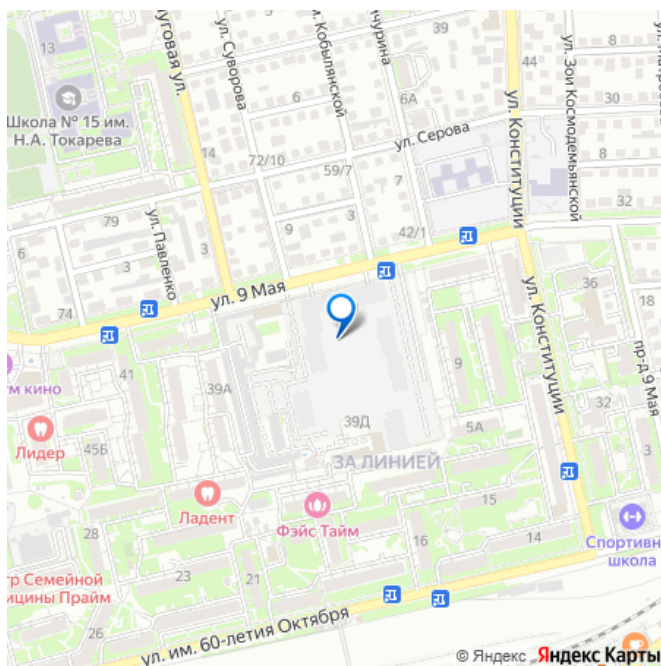 13
луговая ул.
ул. Суворова
39
44
8
Школа № 15 им.
Н.А. Токарева
6
6А
ул. Серова
30
ул. Конституции
ул. Зои Космодемьянской
14
72/10
59/7
7
8
79
ул. Павленко
9
3
42/1
32
6
3
ул. 9 Мая
36
18
74
ул. Конституции
пр-д 9 Мая
41
39А
9
32
Лидер
39Д
5А
3
45Б
ЗА ЛИНИЕЙ
Ладент
15
28
Фэйс Тайм
16
14
Спортивн
школа
тр Семейной
ицины Прайм
23
21
26
ул. им. 60-летия Октября
© Яндекс Яндекс Карты